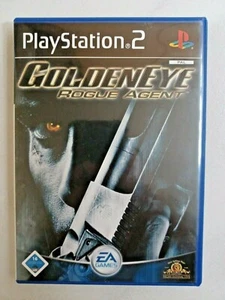 PlayStation 2
GOLDENEYE
ROGUE AGENT
EA
GAMES